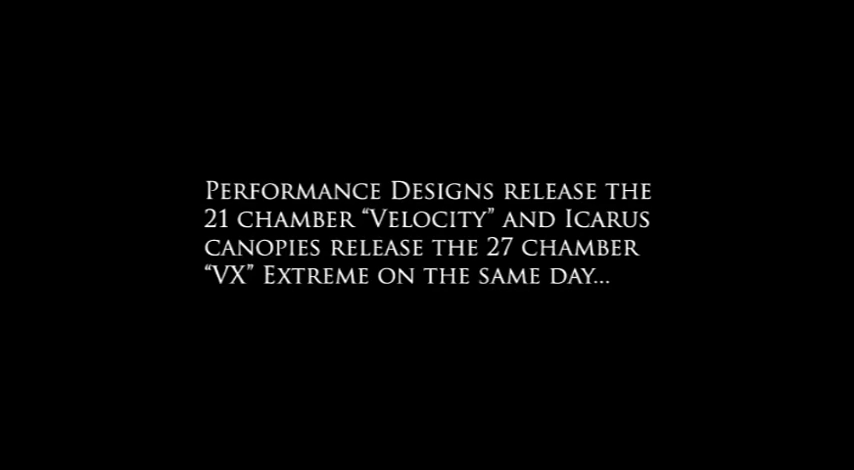 Performance Designs release the
21 chamber “Velocity” and Icarus
canopies release the 27 chamber
“VX” Extreme on the same day...